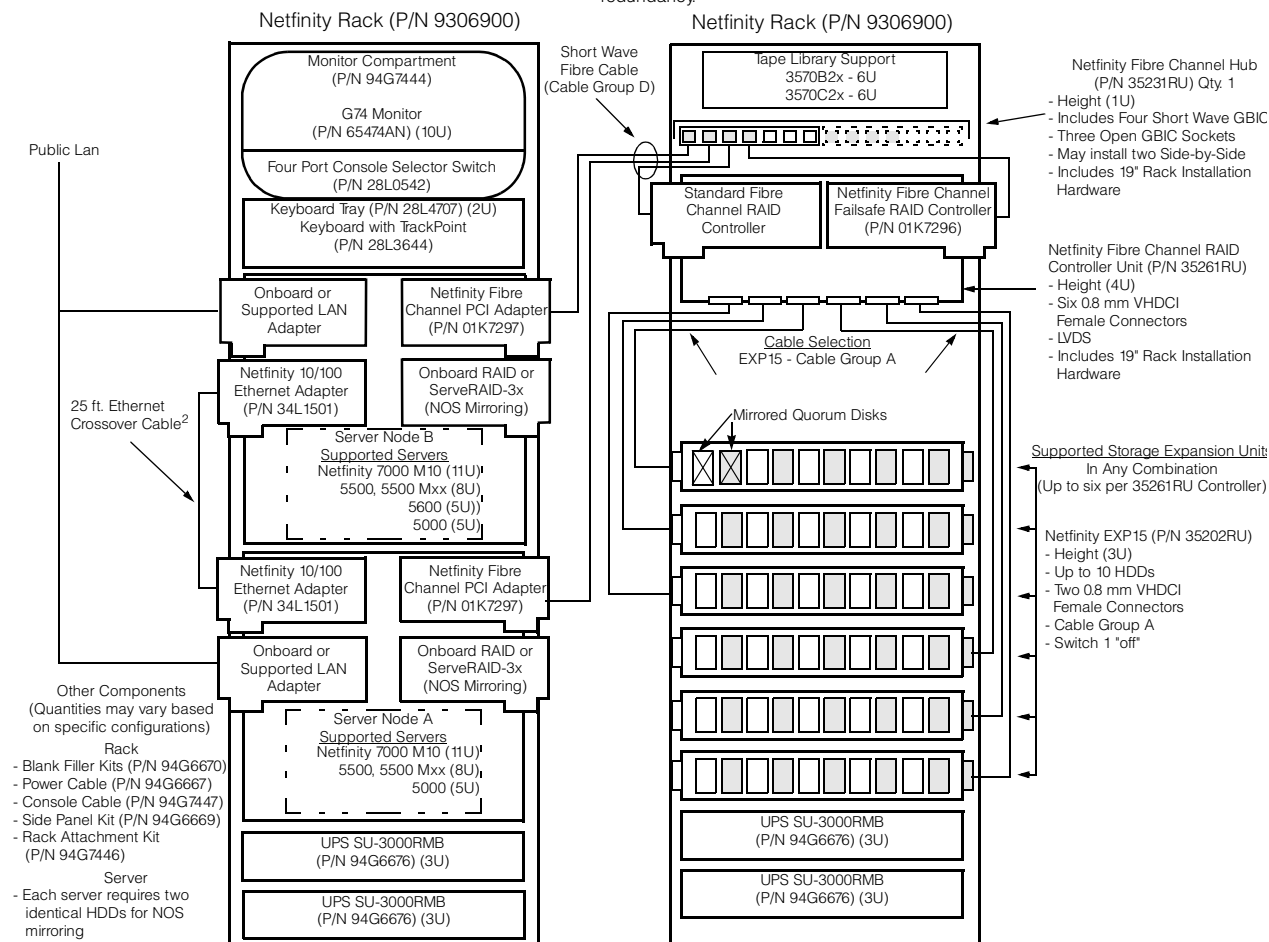 redundancy.
Netfinity Rack (P/N 9306900)
Netfinity Rack (P/N 9306900)
Public Lan
Monitor Compartment
(P/N 94G7444)
G74 Monitor
(P/N 65474AN) (10U)
Four Port Console Selector Switch
(P/N 28L0542)
Keyboard Tray (P/N 28L4707) (2U)
Keyboard with TrackPoint
(P/N 28L3644)
Onboard or
Supported LAN
Adapter
Netfinity Fibre
Channel PCI Adapter
(P/N 01K7297)
Netfinity 10/100
Ethernet Adapter
(P/N 34L1501)
Onboard RAID or
ServeRAID-3x
(NOS Mirroring)
25 ft. Ethernet
Crossover Cable2
Server Node B
Supported Servers
Netfinity 7000 M10 (11U)
5500, 5500 Mxx (8U)
5600 (5U))
5000 (5U)
Netfinity 10/100
Ethernet Adapter
(P/N 34L1501)
Netfinity Fibre
Channel PCI Adapter
(P/N 01K7297)
Onboard or
Supported LAN
Adapter
Onboard RAID or
ServeRAID-3x
(NOS Mirroring)
Server Node A
Supported Servers
Netfinity 7000 M10 (11U)
5500, 5500 Mxx (8U)
5000 (5U)
UPS SU-3000RMB
(P/N 94G6676) (3U)
UPS SU-3000RMB
(P/N 94G6676) (3U)
Other Components
(Quantities may vary based
on specific configurations)
Rack
- Blank Filler Kits (P/N 94G6670)
- Power Cable (P/N 94G6667)
- Console Cable (P/N 94G7447)
- Side Panel Kit (P/N 94G6669)
- Rack Attachment Kit
(P/N 94G7446)
Server
- Each server requires two
identical HDDs for NOS
mirroring
Short Wave
Fibre Cable
(Cable Group D)
Tape Library Support
3570B2x - 6U
3570C2x - 6U
Standard Fibre
Channel RAID
Controller
Netfinity Fibre Channel
Failsafe RAID Controller
(P/N 01K7296)
Cable Selection
EXP15 - Cable Group A
Mirrored Quorum Disks
UPS SU-3000RMB
(P/N 94G6676) (3U)
UPS SU-3000RMB
(P/N 94G6676) (3U)
Netfinity Fibre Channel Hub
(P/N 35231RU) Qty. 1
- Height (1U)
- Includes Four Short Wave GBIC
- Three Open GBIC Sockets
- May install two Side-by-Side
- Includes 19" Rack Installation
Hardware
Netfinity Fibre Channel RAID
Controller Unit (P/N 35261RU)
- Height (4U)
- Six 0.8 mm VHDCI
Female Connectors
- LVDS
- Includes 19" Rack Installation
Hardware
Supported Storage Expansion Units
In Any Combination
(Up to six per 35261RU Controller)
Netfinity EXP15 (P/N 35202RU)
- Height (3U)
- Up to 10 HDDs
- Two 0.8 mm VHDCI
Female Connectors
- Cable Group A
- Switch 1 "off"